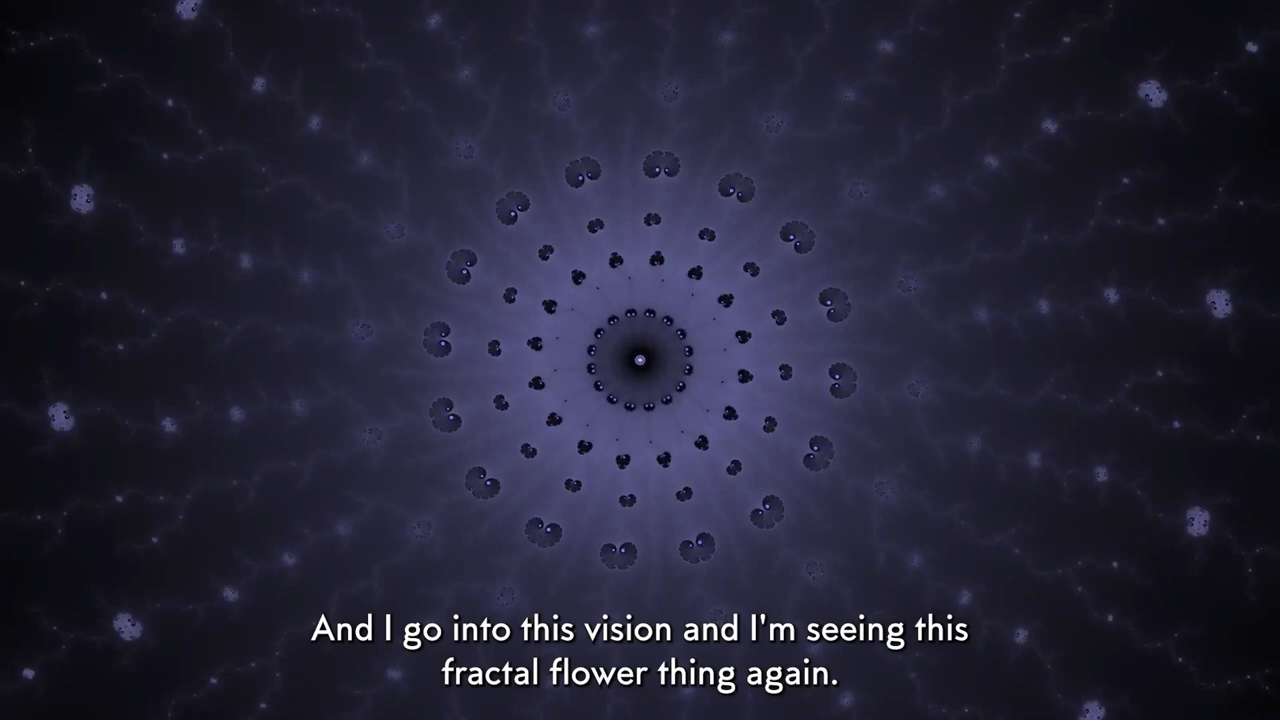 And I go into this vision and I'm seeing this
fractal flower thing again.